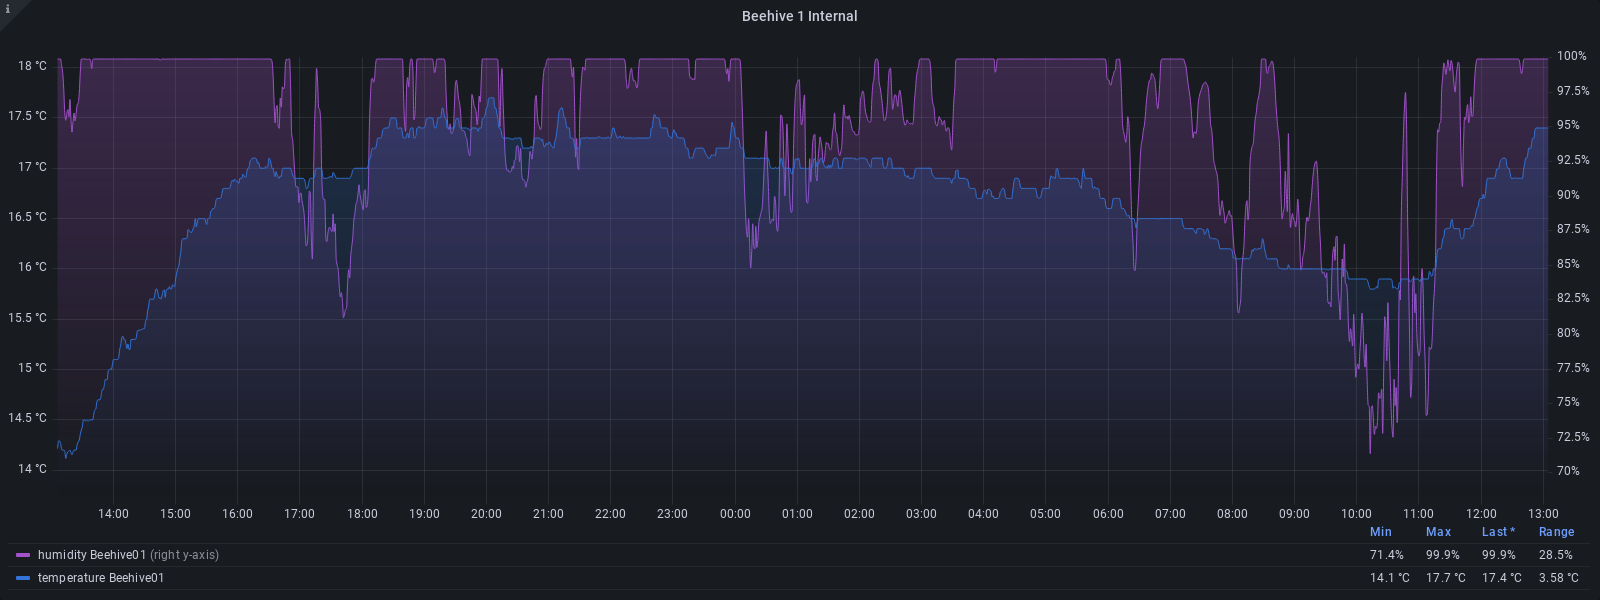 i
Beehive 1 Internal
18 °C
17.5 °C
17 °C
16.5 °C
16 °C
15.5 °C
15 °C
14.5 °C
14 °C
100%
97.5%
95%
92.5%
90%
87.5%
85%
82.5%
80%
77.5%
75%
72.5%
70%
14:00 15:00 16:00 17:00 18:00 19:00 20:00 21:00 22:00 23:00 00:00 01:00 02:00 03:00 04:00 05:00 06:00 07:00 08:00 09:00 10:00 11:00 12:00 13:00
Min Max Last * Range
humidity Beehive01 (right y-axis) 71.4% 99.9% 99.9% 28.5%
temperature Beehive01 14.1 °C 17.7 °C 17.4 °C 3.58 °C